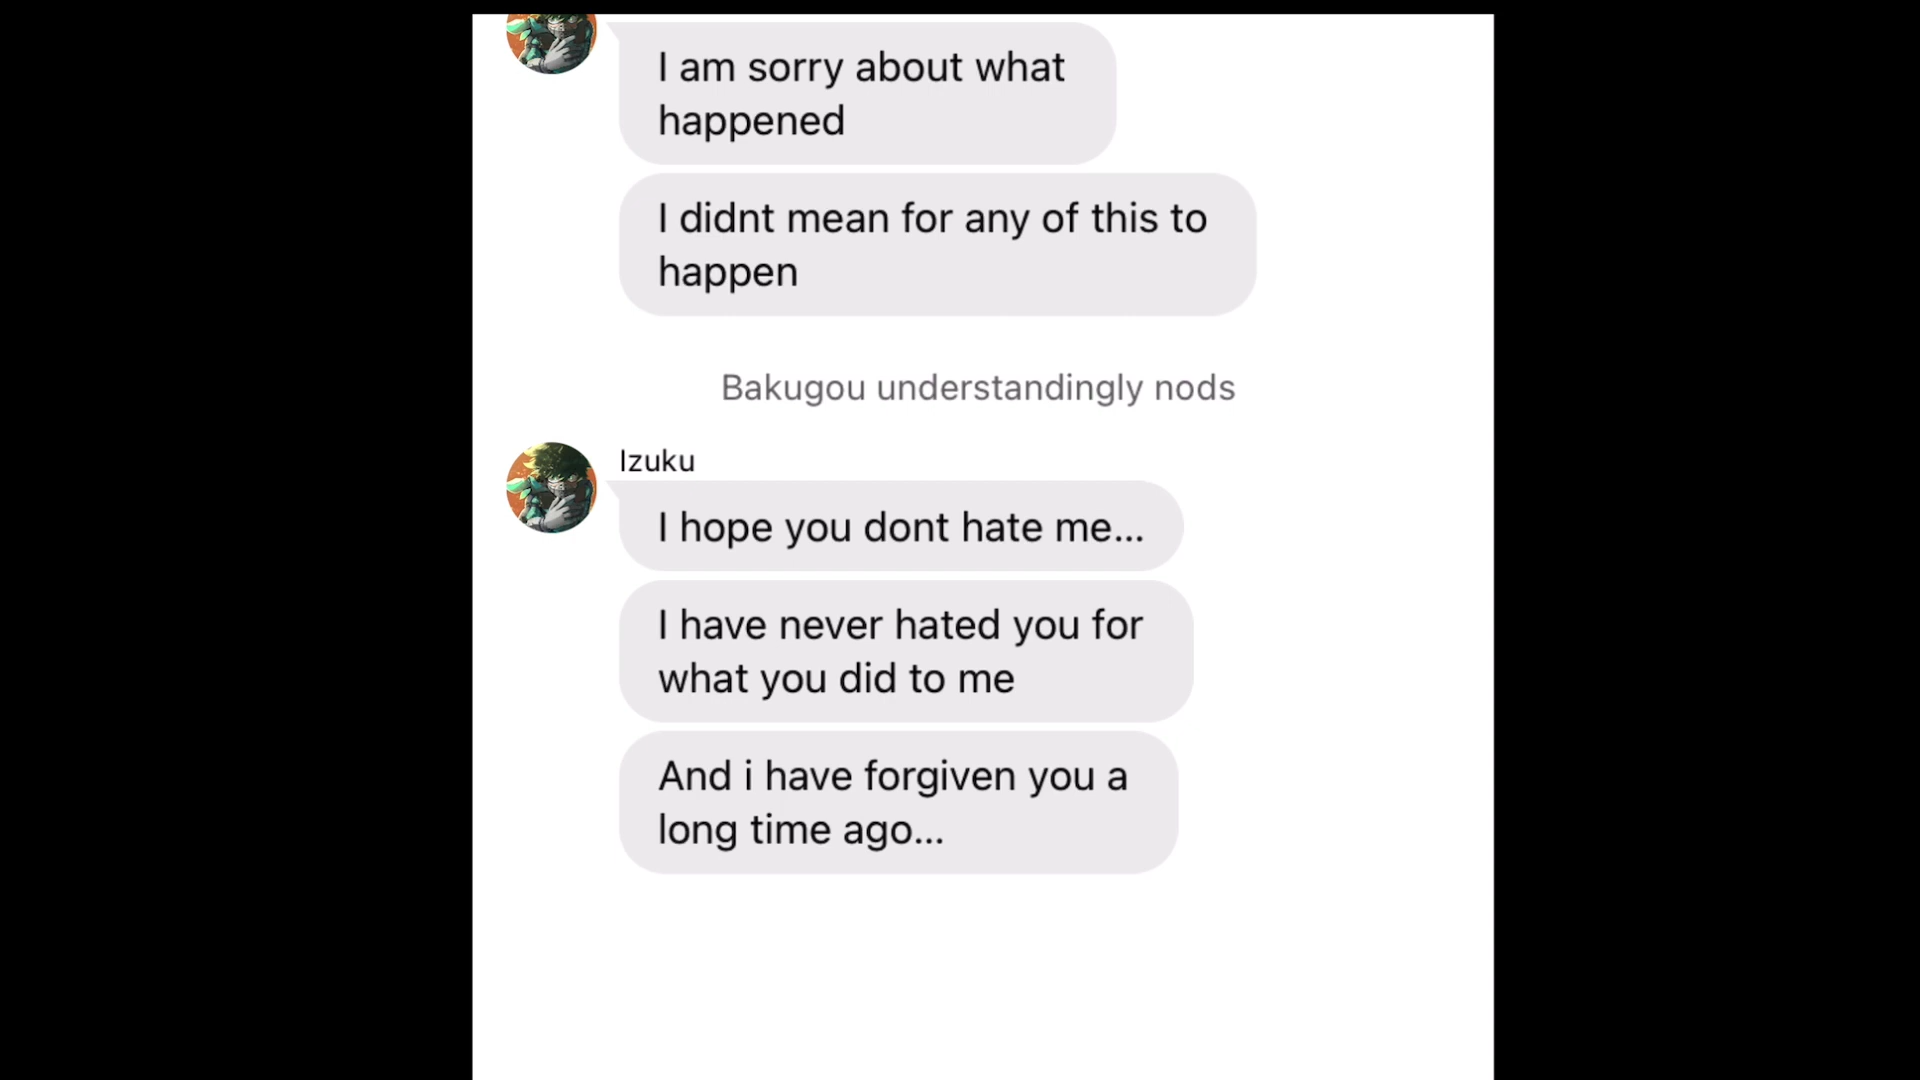 I am sorry about what
happened
I didnt mean for any of this to
happen
Bakugou understandingly nods
Izuku
I hope you dont hate me...
I have never hated you for
what you did to me
And i have forgiven you a
long time ago...